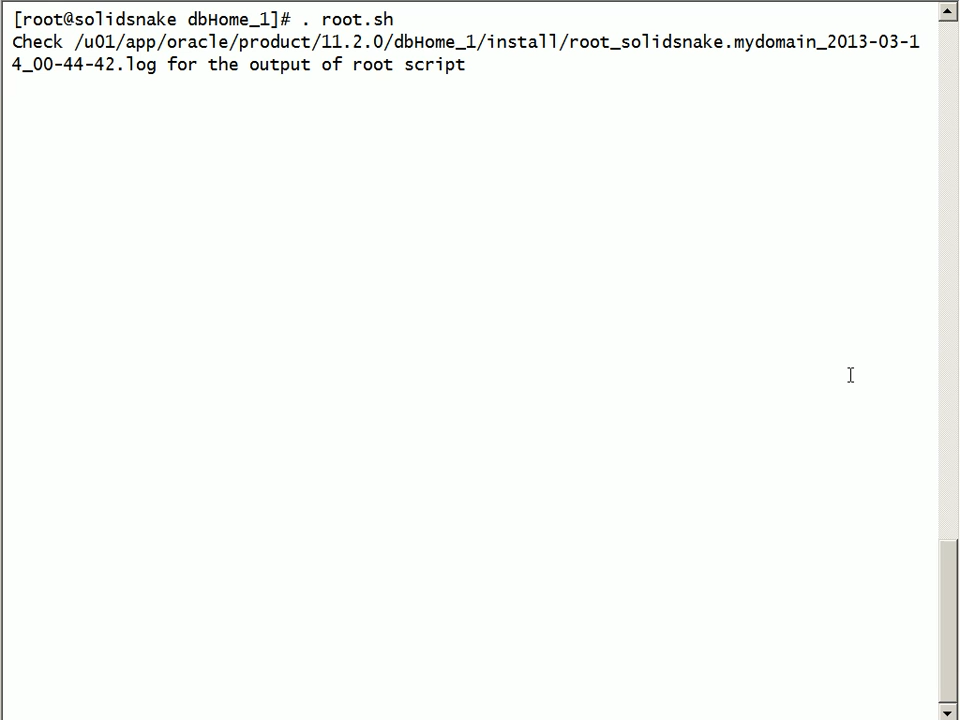 [root@solidsnake dbHome_1]# . root.sh
Check /u01/app/oracle/product/11.2.0/dbHome_1/install/root_solidsnake.mydomain_2013-03-1
4_00-44-42.log for the output of root script